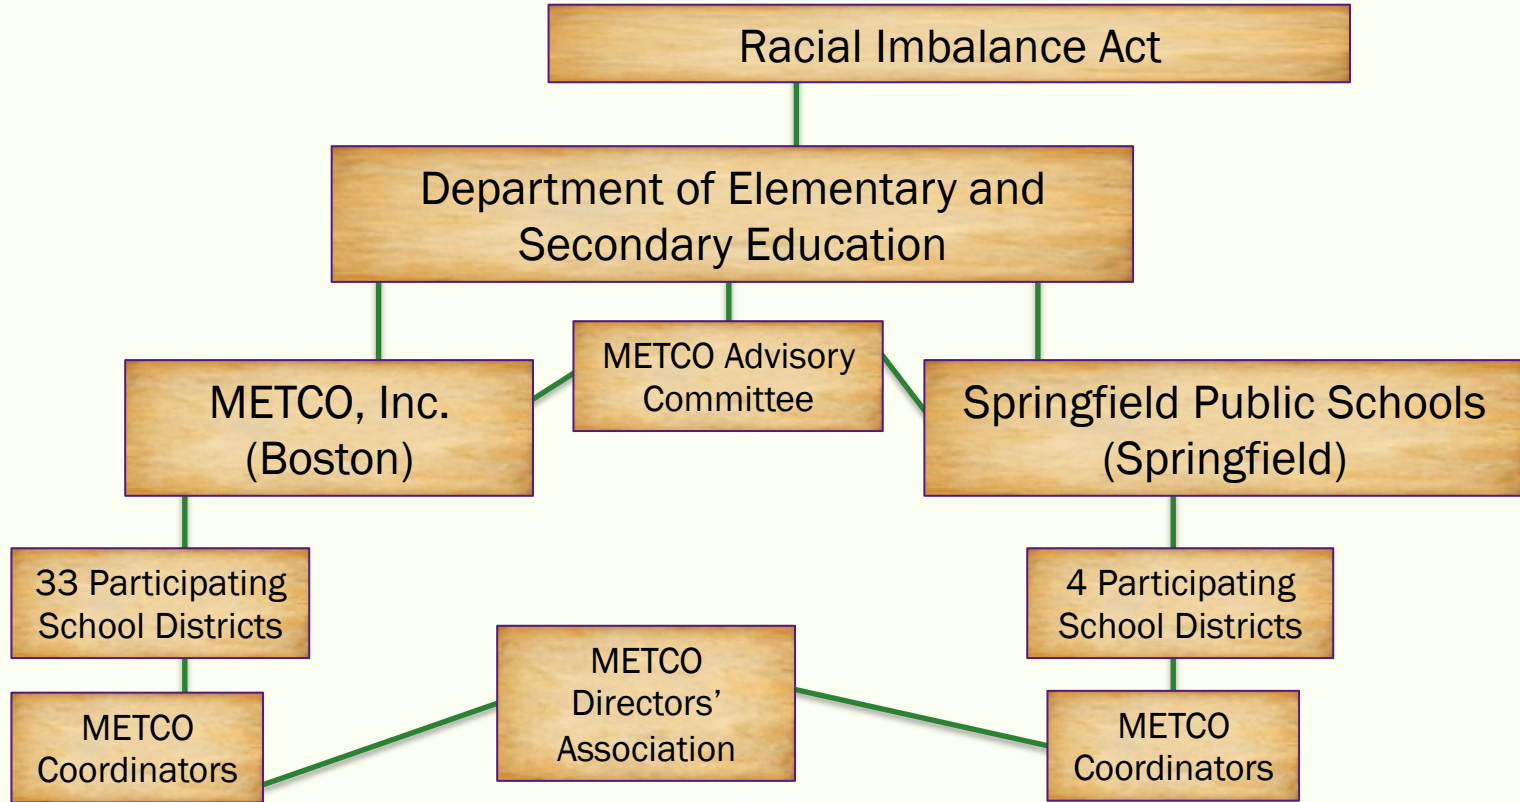 Racial Imbalance Act
Department of Elementary and
Secondary Education
METCO Advisory
Committee
METCO, Inc.
(Boston)
Springfield Public Schools
(Springfield)
33 Participating
School Districts
4 Participating
School Districts
METCO
Directors’
Association
METCO
Coordinators
METCO
Coordinators